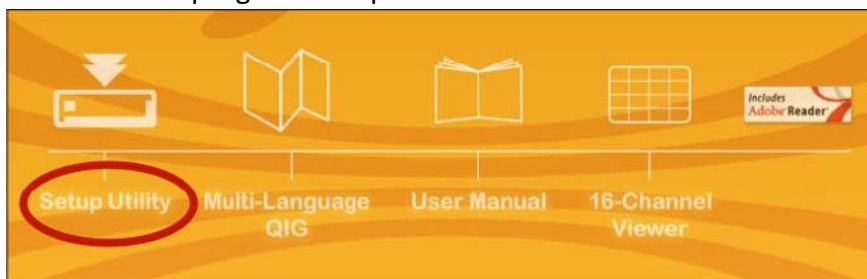 Includes
Adobe Reader
Setup Utility
Multi-Language
QIG
User Manual
16-Channel
Viewer